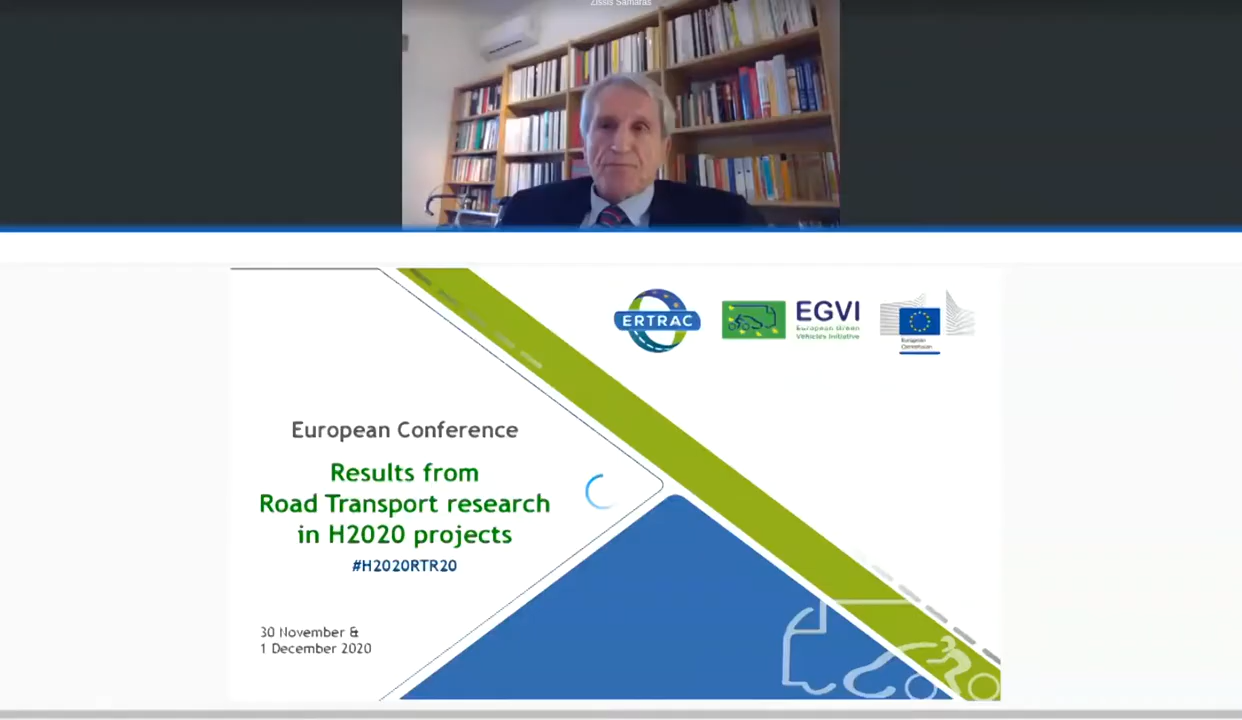 Zissis Samaras
ERTRAC
EGVI
European Green
Vehicles Initiative
European
Commission
European Conference
Results from
Road Transport research
in H2020 projects
#H2020RTR20
30 November &
1 December 2020